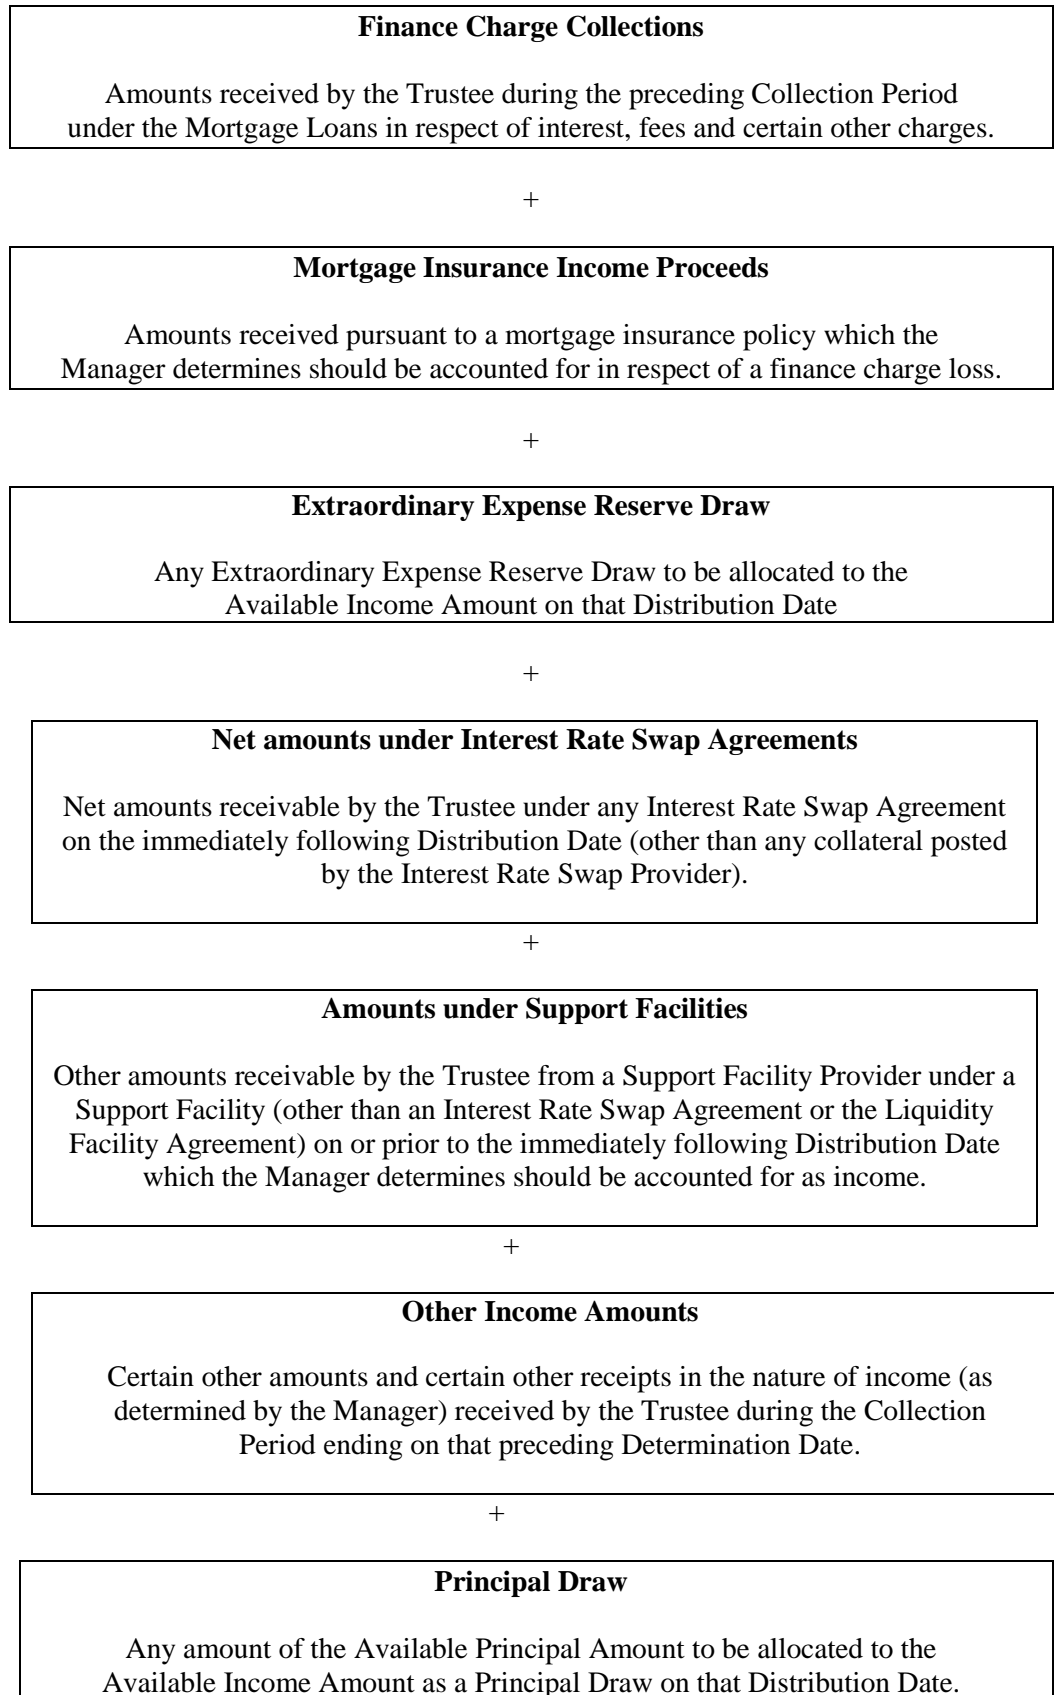 Finance Charge Collections
Amounts received by the Trustee during the preceding Collection Period
under the Mortgage Loans in respect of interest, fees and certain other charges.
+
Mortgage Insurance Income Proceeds
Amounts received pursuant to a mortgage insurance policy which the
Manager determines should be accounted for in respect of a finance charge loss.
+
Extraordinary Expense Reserve Draw
Any Extraordinary Expense Reserve Draw to be allocated to the
Available Income Amount on that Distribution Date
+
Net amounts under Interest Rate Swap Agreements
Net amounts receivable by the Trustee under any Interest Rate Swap Agreement
on the immediately following Distribution Date (other than any collateral posted
by the Interest Rate Swap Provider).
+
Amounts under Support Facilities
Other amounts receivable by the Trustee from a Support Facility Provider under a
Support Facility (other than an Interest Rate Swap Agreement or the Liquidity
Facility Agreement) on or prior to the immediately following Distribution Date
which the Manager determines should be accounted for as income.
+
Other Income Amounts
Certain other amounts and certain other receipts in the nature of income (as
determined by the Manager) received by the Trustee during the Collection
Period ending on that preceding Determination Date.
+
Principal Draw
Any amount of the Available Principal Amount to be allocated to the
Available Income Amount as a Principal Draw on that Distribution Date.